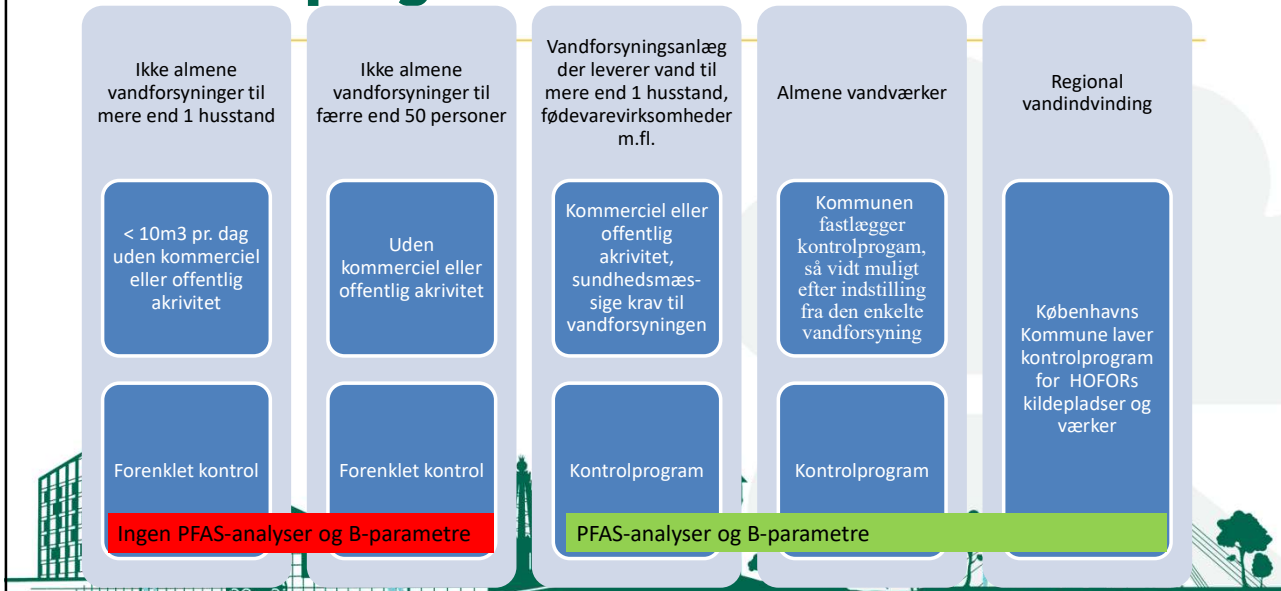 Ikke almene
vandforsyninger til
mere end 1 husstand
< 10m3 pr. dag
uden kommerciel
eller offentlig
akrivitet
Forenklet kontrol
Ikke almene
vandforsyninger til
færre end 50 personer
Uden
kommerciel eller
offentlig akrivitet
Forenklet kontrol
Ingen PFAS-analyser og B-parametre
Vandforsyningsanlæg
der leverer vand til
mere end 1 husstand,
fødevarevirksomheder
m.fl.
Kommerciel eller
offentlig
akrivitet,
sundhedsmæs-
sige krav til
vandforsyningen
Kontrolprogram
Almene vandværker
Kommunen
fastlægger
kontrolprogam,
så vidt muligt
efter indstilling
fra den enkelte
vandforsyning
Kontrolprogram
Regional
vandindvinding
Københavns
Kommune laver
kontrolprogram
for HOFORs
kildepladser og
værker
PFAS-analyser og B-parametre